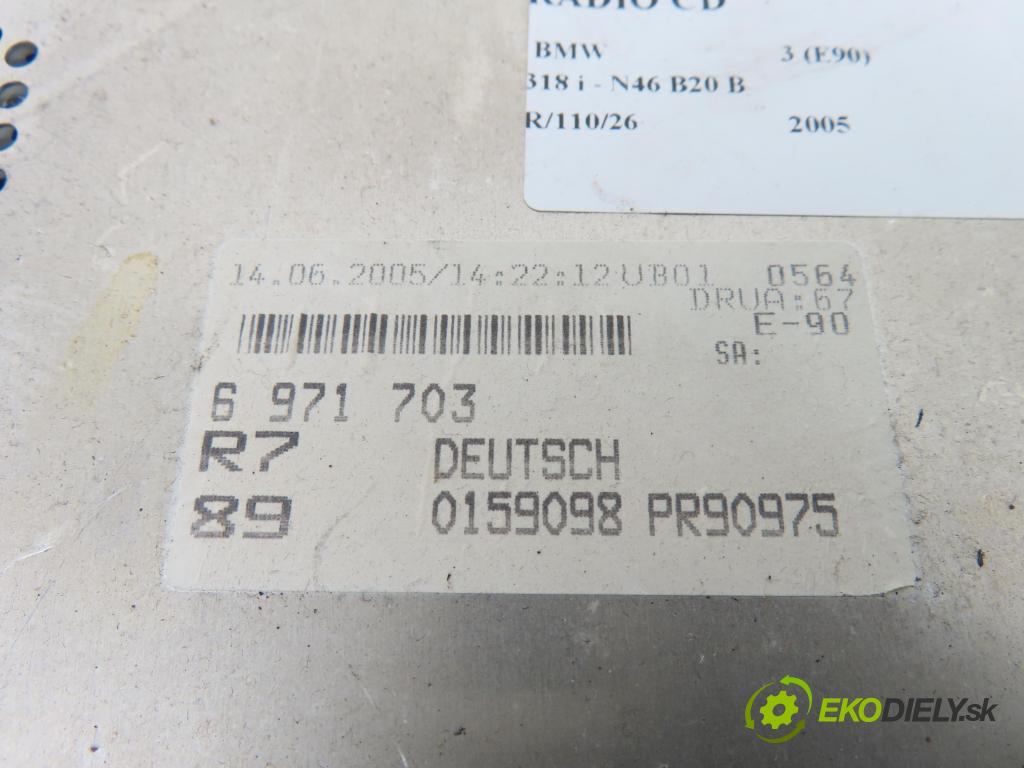 RADIO CD
BMW 3 (E90)
318 i - N46 B20 B
R/110/26 2005
14.06.2005/14:22:12UB01 0564
DRUA:67
E-90
SA:
6 971 703
R7 DEUTSCH
89 0159098 PR90975
EKODIELY.sk